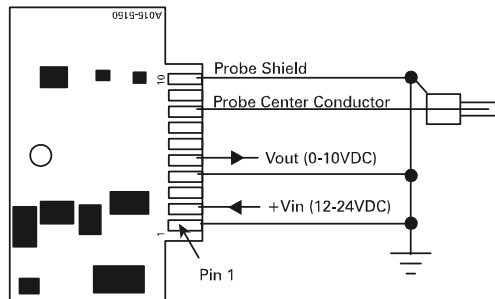 A015-5150
10
Probe Shield
Probe Center Conductor
Vout (0-10VDC)
+Vin (12-24VDC)
1
Pin 1